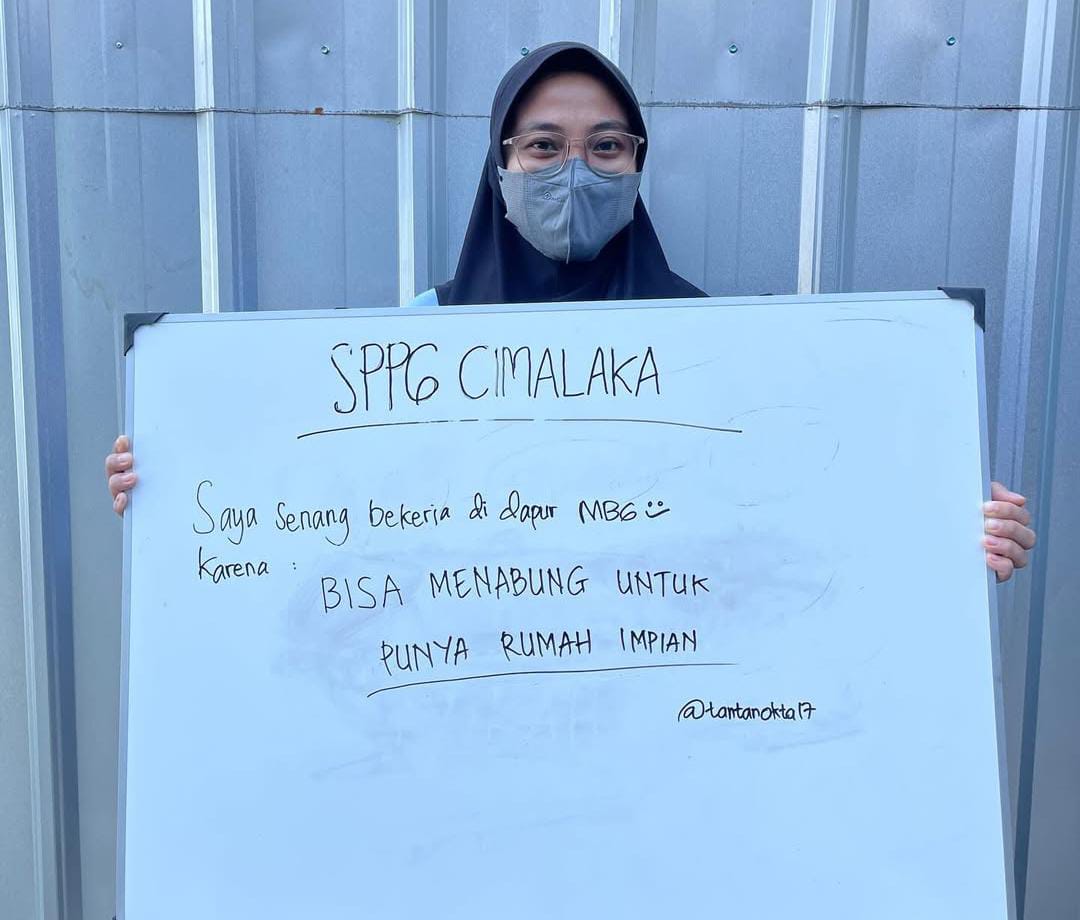 SPPG CIMALAKA
Saya senang bekerja di dapur MBG
Karena :
BISA MENABUNG UNTUK
PUNYA RUMAH IMPIAN
@tantanokta17